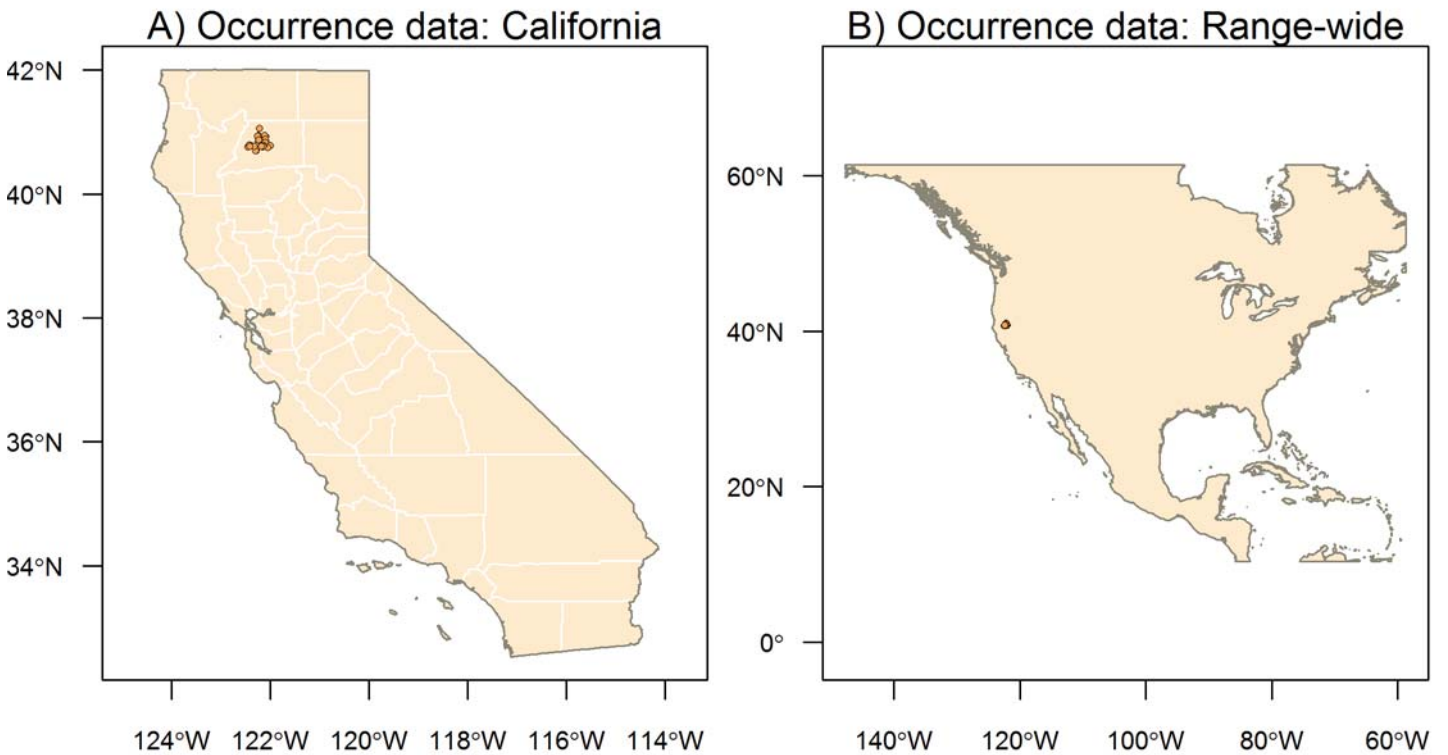 A) Occurrence data: California
42°N
40°N
38°N
36°N
34°N
124°W 122°W 120°W 118°W 116°W 114°W
B) Occurrence data: Range-wide
60°N
40°N
20°N
0°
140°W 120°W 100°W 80°W 60°W